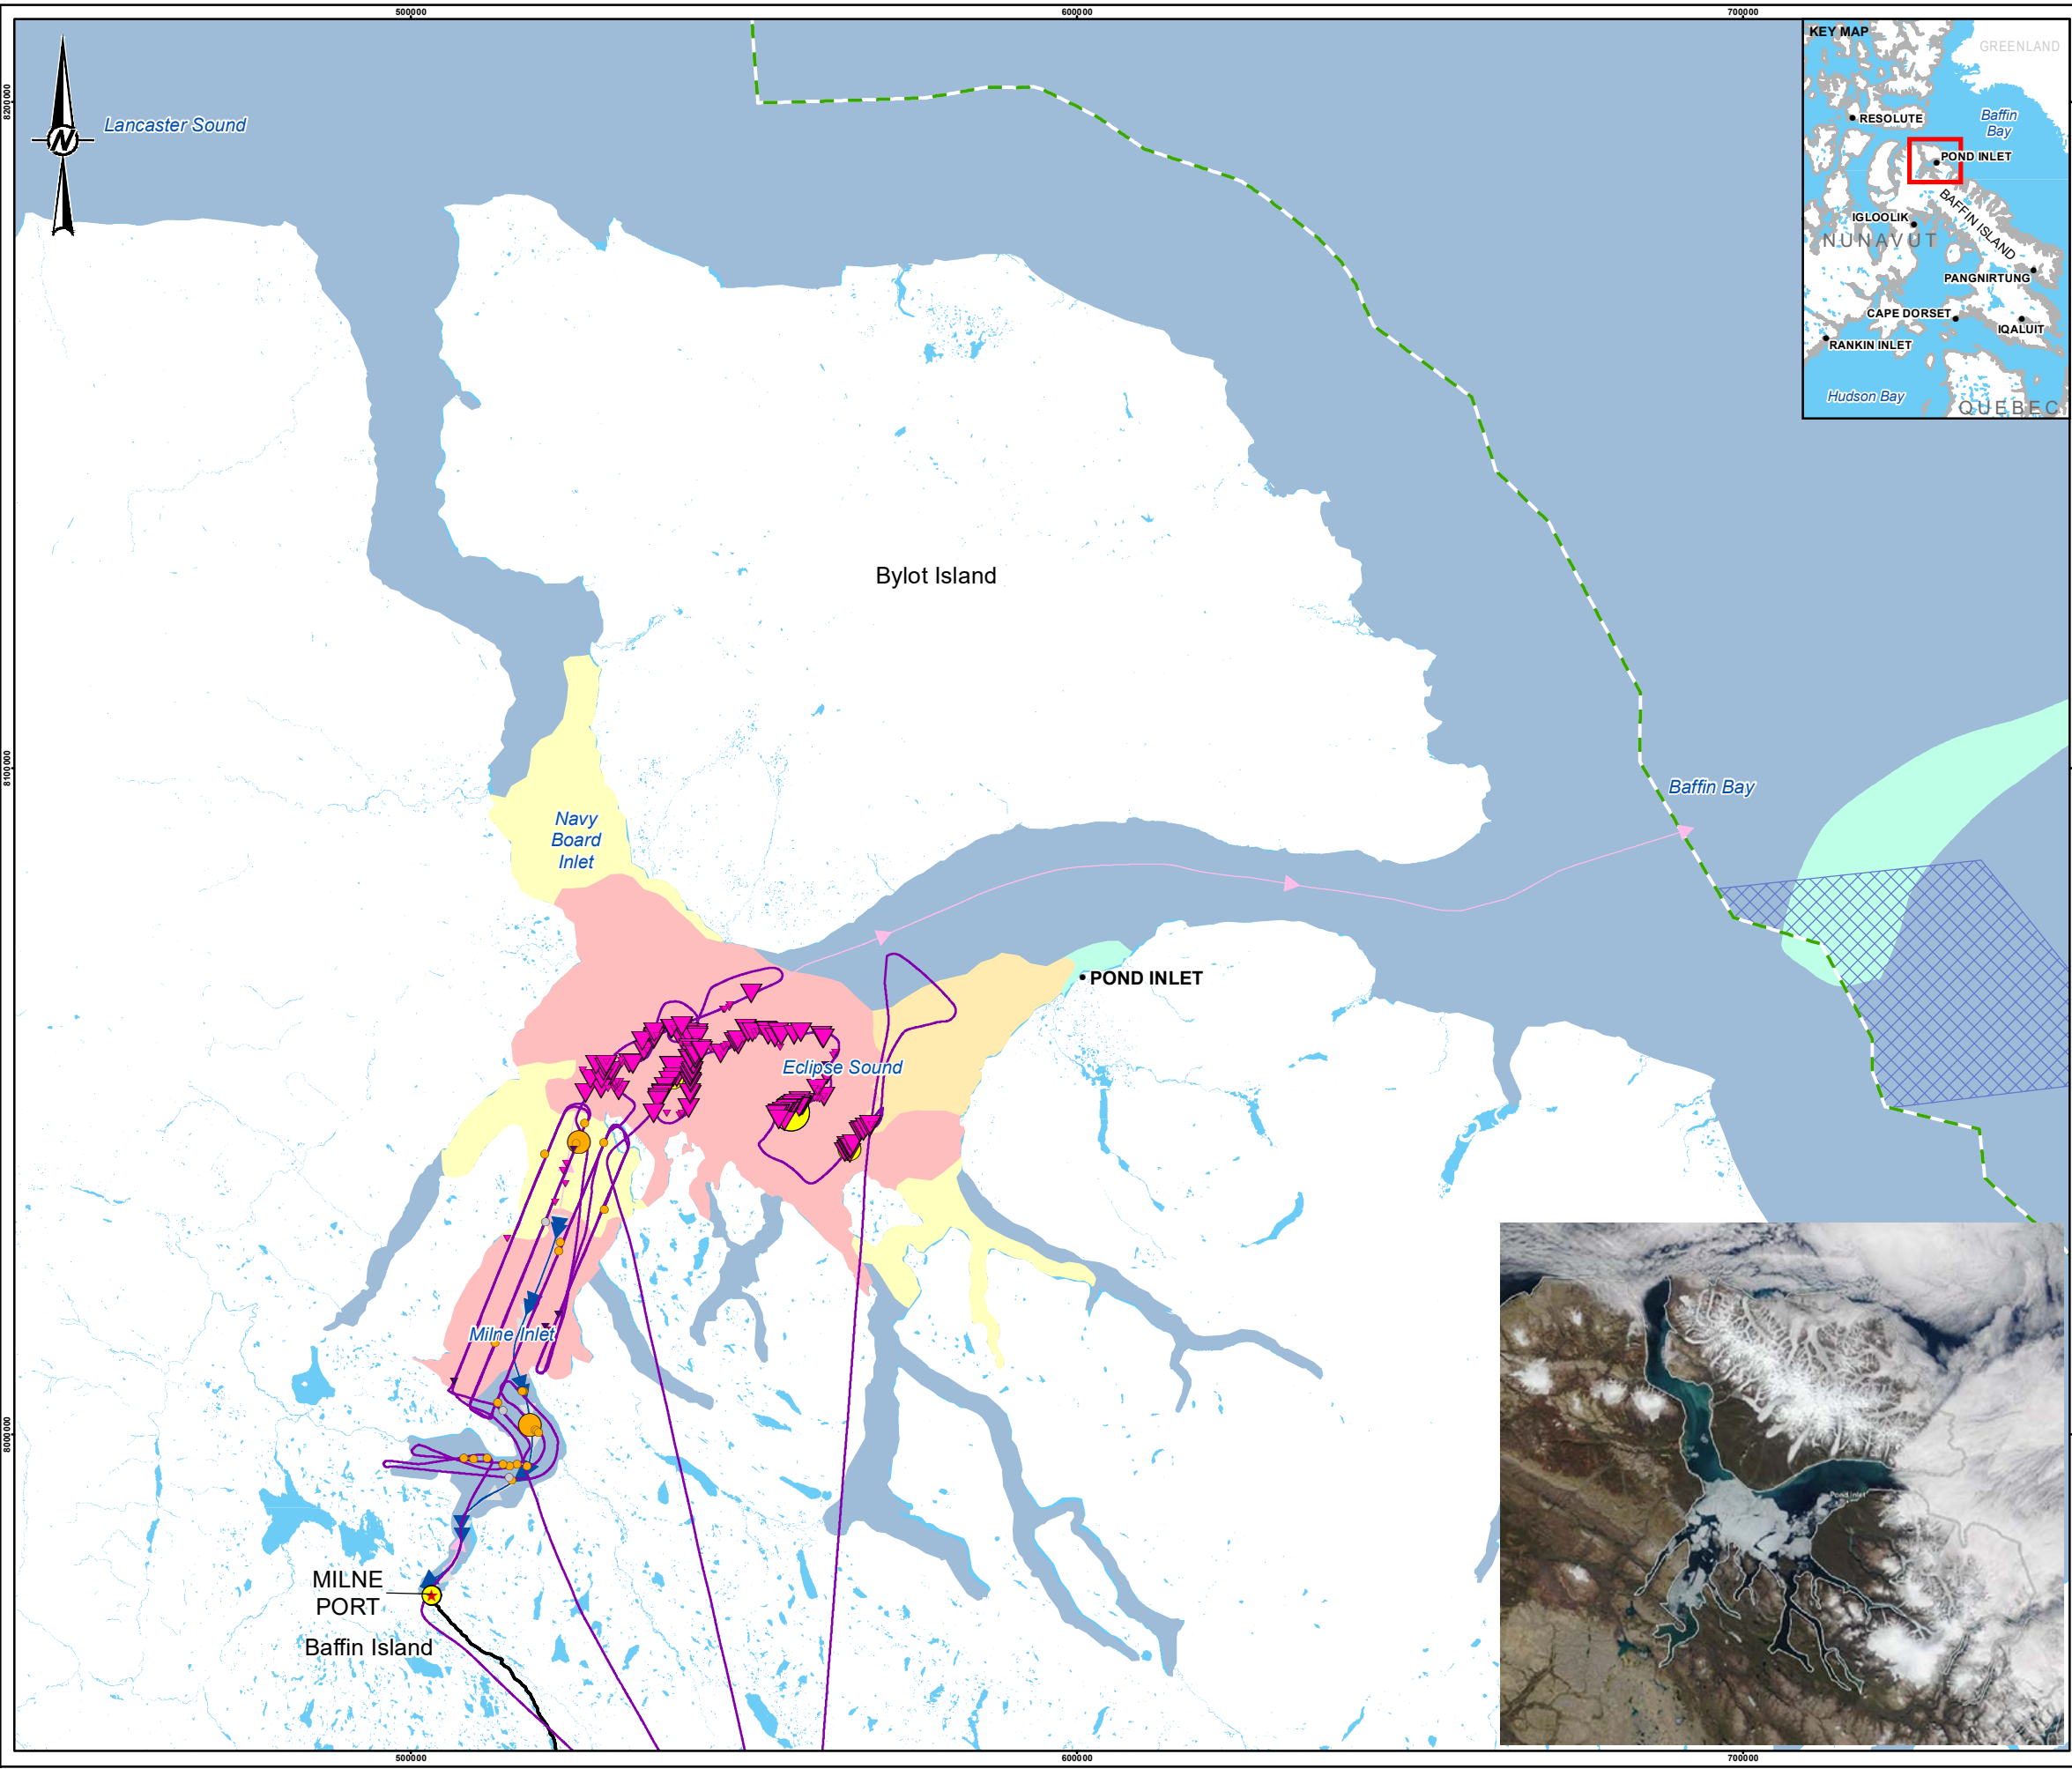 500000
600000
700000
8200000
8100000
8000000
N
Lancaster Sound
KEY MAP
GREENLAND
Baffin
Bay
RESOLUTE
POND INLET
BAFFIN ISLAND
IGLOOLIK
NUNAVUT
PANGNIRTUNG
CAPE DORSET
IQALUIT
RANKIN INLET
Hudson Bay
QUEBEC
Bylot Island
Baffin Bay
Navy
Board
Inlet
POND INLET
Eclipse Sound
Milne Inlet
Pond Inlet
MILNE
PORT
Baffin Island
500000
600000
700000